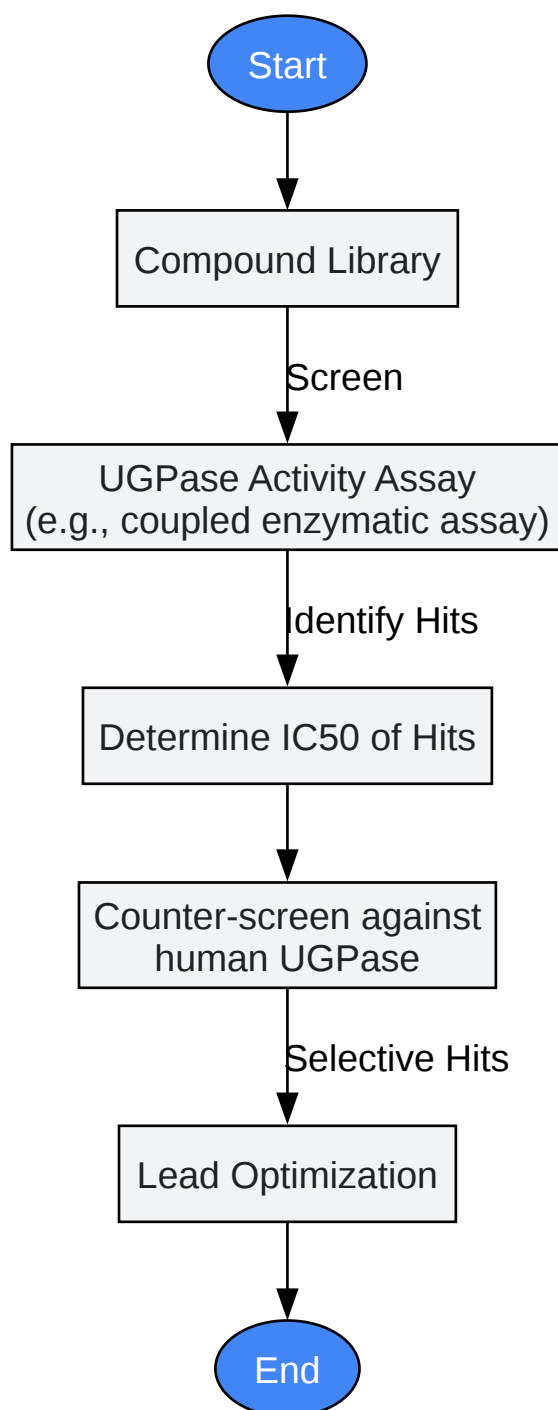 Start
Compound Library
Screen
UGPase Activity Assay
(e.g., coupled enzymatic assay)
Identify Hits
Determine IC50 of Hits
Counter-screen against
human UGPase
Selective Hits
Lead Optimization
End